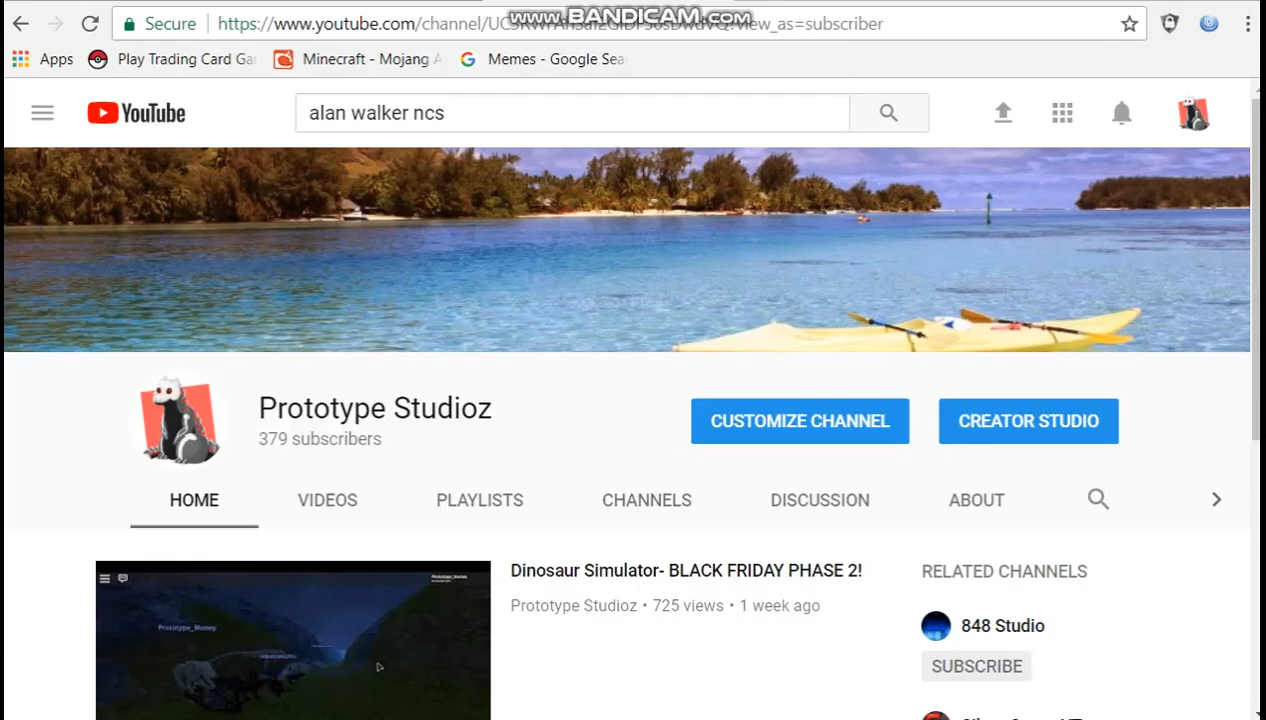 www.BANDICAM.com
Secure https://www.youtube.com/channel/ view_as=subscriber
Apps Play Trading Card Ga Minecraft - Mojang A Memes - Google Sea
YouTube alan walker ncs
Prototype Studioz
379 subscribers
CUSTOMIZE CHANNEL CREATOR STUDIO
HOME VIDEOS PLAYLISTS CHANNELS DISCUSSION ABOUT
Dinosaur Simulator- BLACK FRIDAY PHASE 2!
Prototype Studioz • 725 views • 1 week ago
RELATED CHANNELS
848 Studio
SUBSCRIBE
Prototype_Money